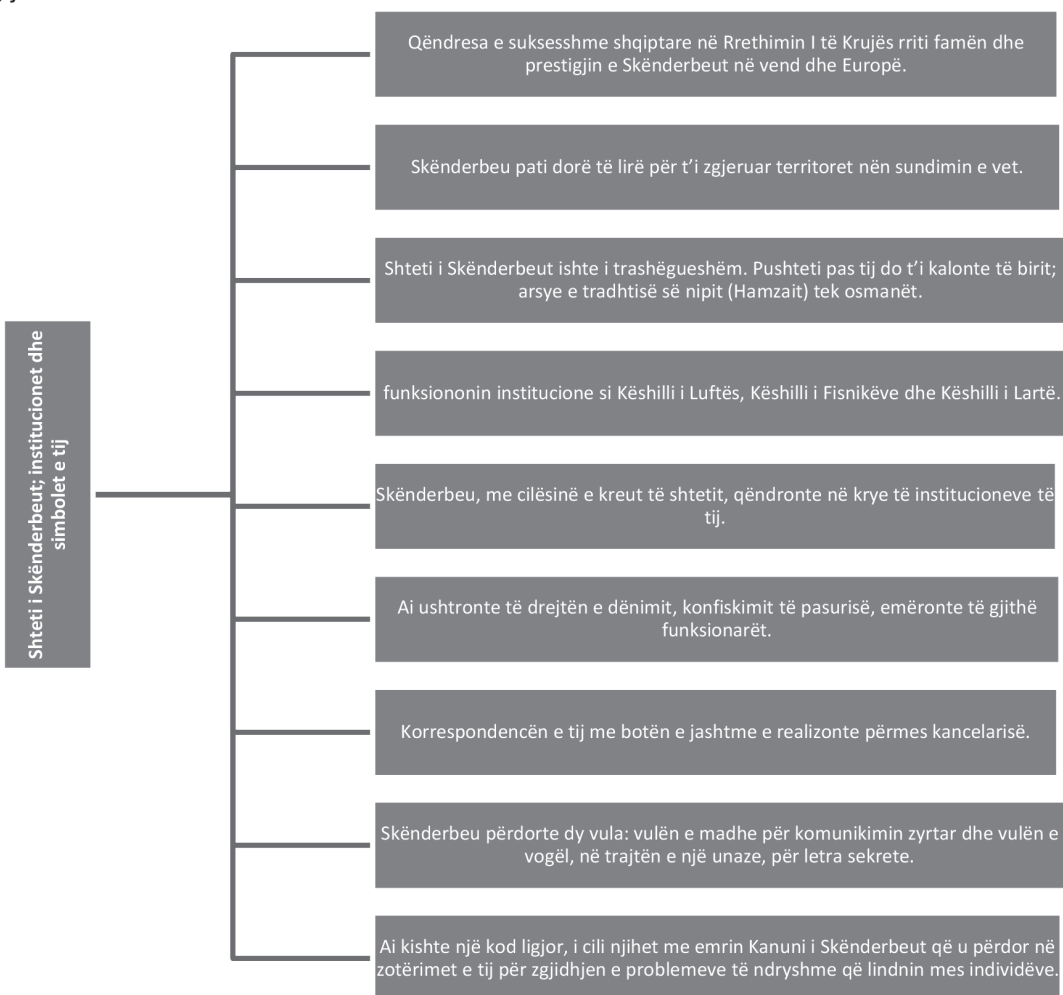 Shteti i Skënderbeut; institucionet dhe
simbolet e tij
Qëndresa e suksesshme shqiptare në Rrethimin I të Krujës rriti famën dhe
prestigjin e Skënderbeut në vend dhe Europë.
Skënderbeu pati dorë të lirë për t’i zgjeruar territoret nën sundimin e vet.
Shteti i Skënderbeut ishte i trashëgueshëm. Pushteti pas tij do t’i kalonte të birit;
arsye e tradhtisë së nipit (Hamzait) tek osmanët.
funksiononin institucione si Këshilli i Luftës, Këshilli i Fisnikëve dhe Këshilli i Lartë.
Skënderbeu, me cilësinë e kreut të shtetit, qëndronte në krye të institucioneve të
tij.
Ai ushtronte të drejtën e dënimit, konfiskimit të pasurisë, emëronte të gjithë
funksionarët.
Korrespondencën e tij me botën e jashtme e realizonte përmes kancelarisë.
Skënderbeu përdorte dy vula: vulën e madhe për komunikimin zyrtar dhe vulën e
vogël, në trajtën e një unaze, për letra sekrete.
Ai kishte një kod ligjor, i cili njihet me emrin Kanuni i Skënderbeut që u përdor në
zotërimet e tij për zgjidhjen e problemeve të ndryshme që lindnin mes individëve.